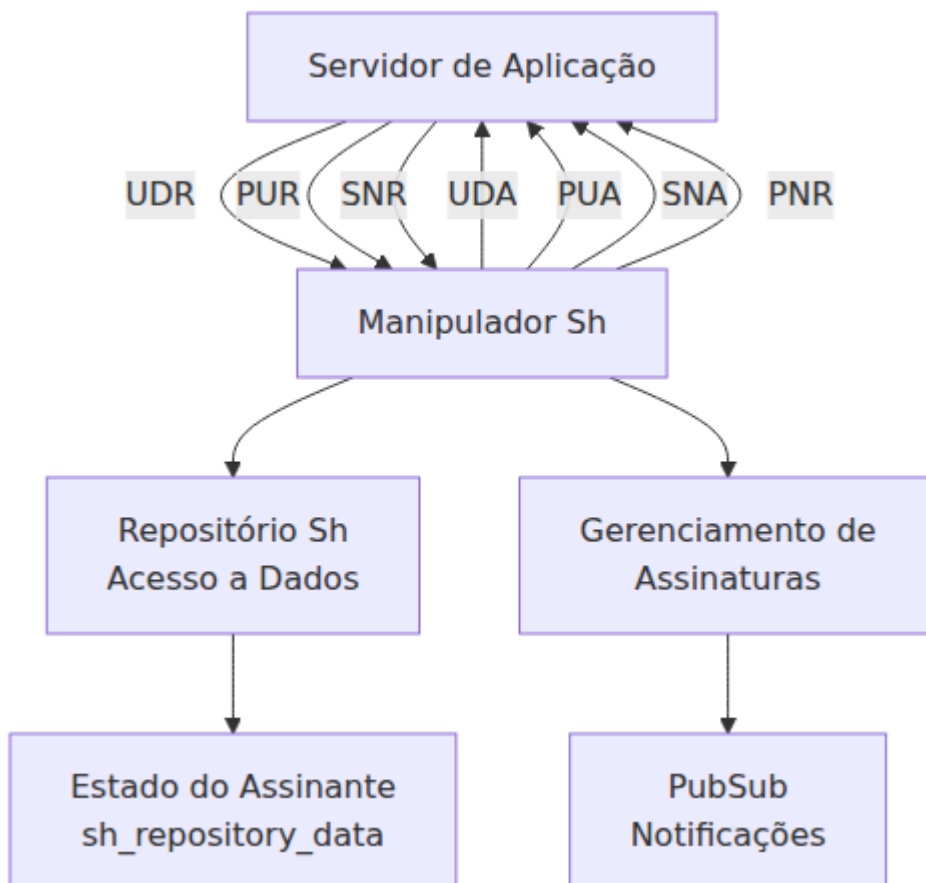 Servidor de Aplicação
UDR
PUR
SNR
UDA
PUA
SNA
PNR
Manipulador Sh
Repositório Sh
Acesso a Dados
Gerenciamento de
Assinaturas
Estado do Assinante
sh_repository_data
PubSub
Notificações